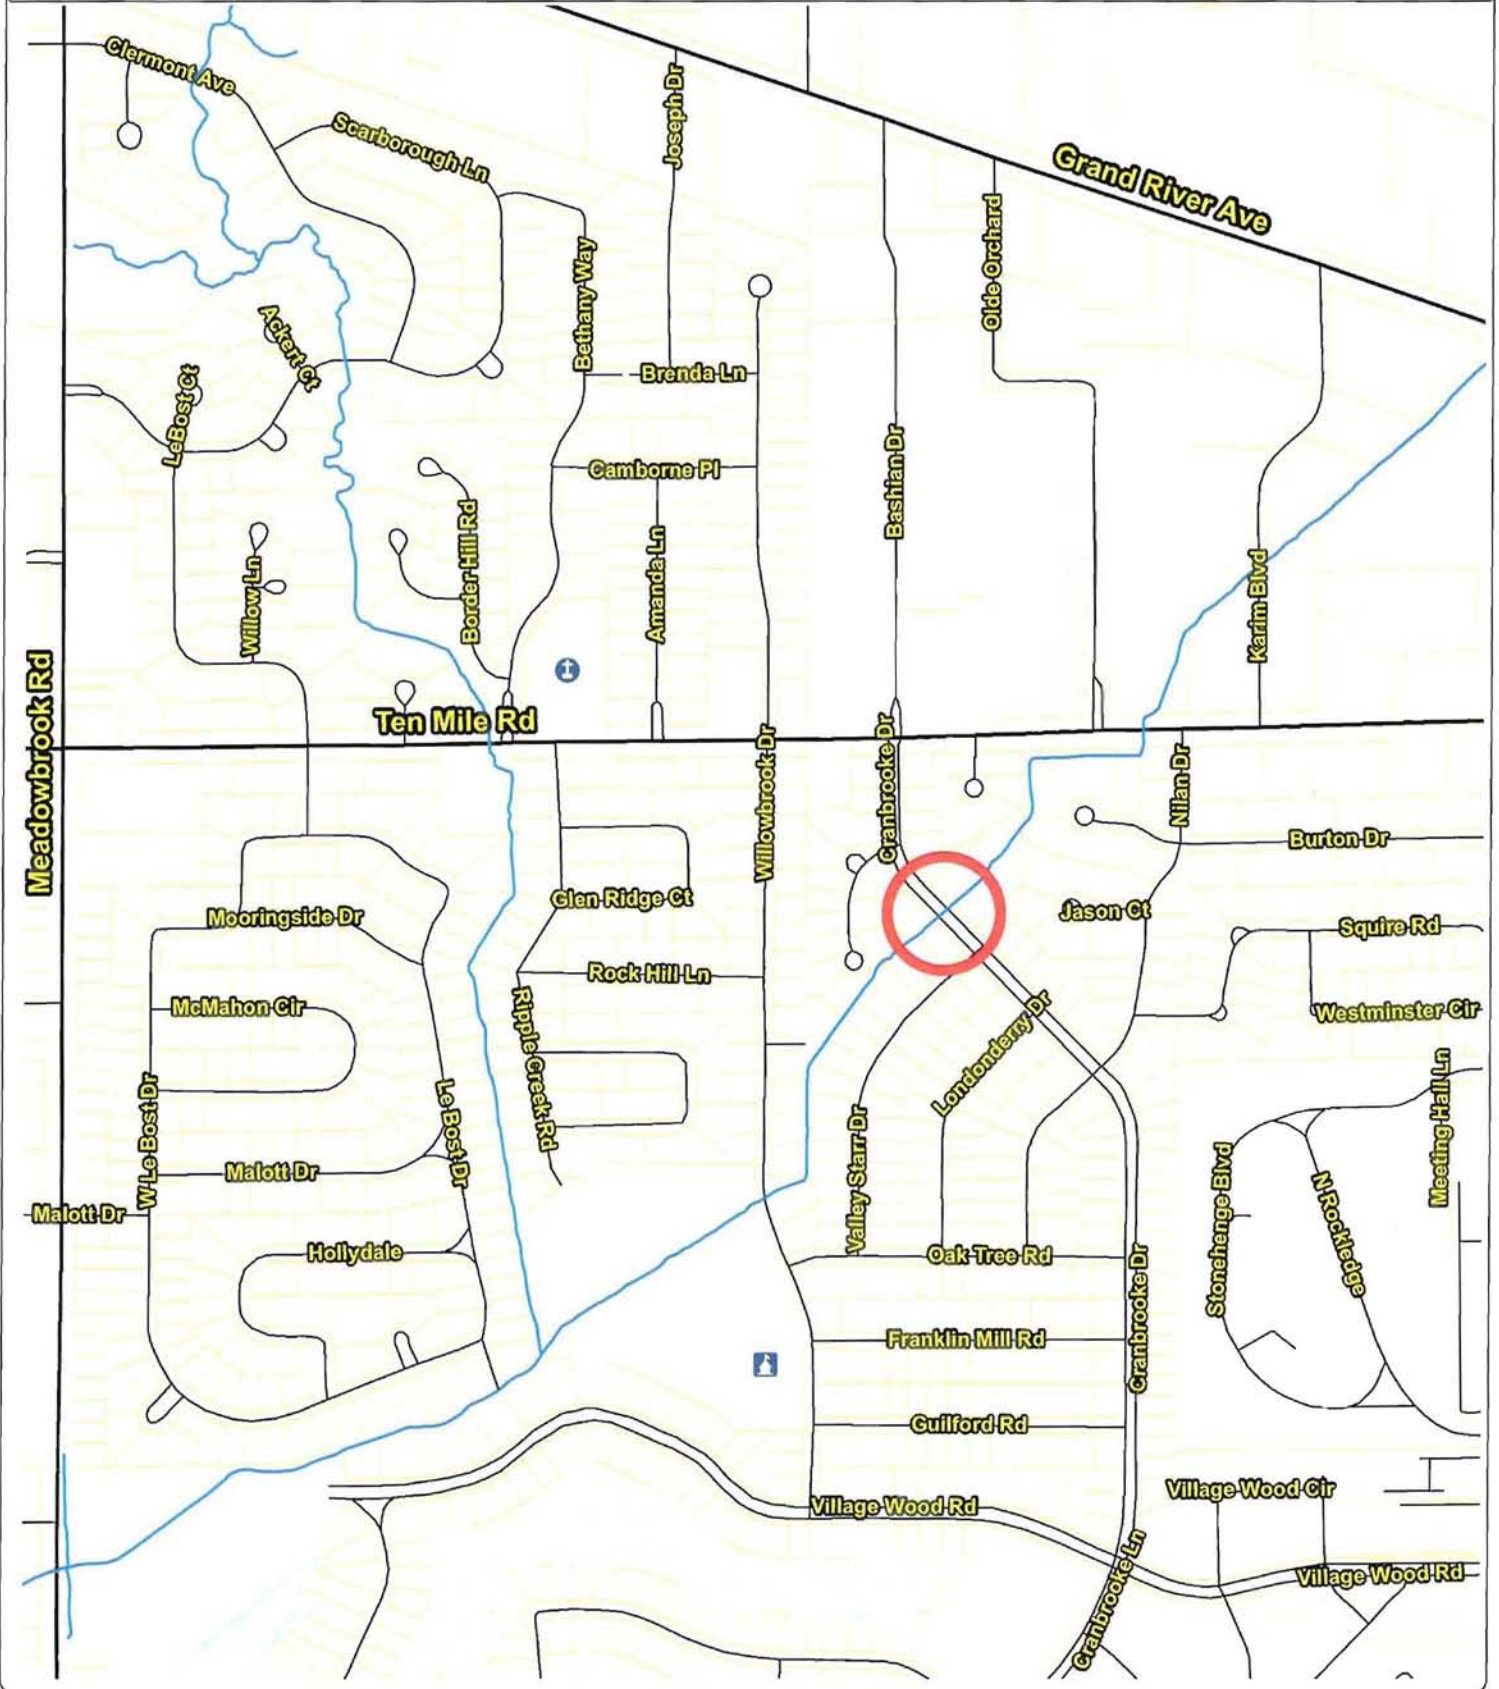 Clermont Ave
Scarborough Ln
Joseph Dr
Grand River Ave
Olde Orchard
Bethany Way
Ackert Ct
Brenda Ln
LeBost Ct
Camborne Pl
Bashian Dr
Border Hill Rd
Amanda Ln
Willow Ln
Karim Blvd
Meadowbrook Rd
Ten Mile Rd
Willowbrook Dr
Cranbrooke Dr
Nilan Dr
Burton Dr
Glen Ridge Ct
Jason Ct
Mooringside Dr
Squire Rd
Rock Hill Ln
McMahon Cir
Ripple Creek Rd
Londonderry Dr
Westminster Cir
Meeting Hall Ln
W Le Bost Dr
Le Bost Dr
Valley Starr Dr
Malott Dr
Malott Dr
Stonehenge Blvd
N Rockledge
Hollydale
Oak Tree Rd
Cranbrooke Dr
Franklin Mill Rd
Guilford Rd
Village Wood Rd
Village Wood Cir
Cranbrooke Ln
Village Wood Rd